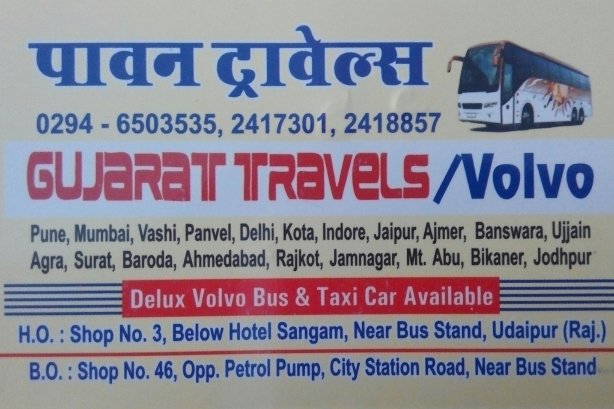 पावन ट्रावेल्स
0294 - 6503535, 2417301, 2418857
GUJARAT TRAVELS /Volvo
Pune, Mumbai, Vashi, Panvel, Delhi, Kota, Indore, Jaipur, Ajmer, Banswara, Ujjain
Agra, Surat, Baroda, Ahmedabad, Rajkot, Jamnagar, Mt. Abu, Bikaner, Jodhpur
Delux Volvo Bus & Taxi Car Available
H.O. : Shop No. 3, Below Hotel Sangam, Near Bus Stand, Udaipur (Raj.)
B.O. : Shop No. 46, Opp. Petrol Pump, City Station Road, Near Bus Stand